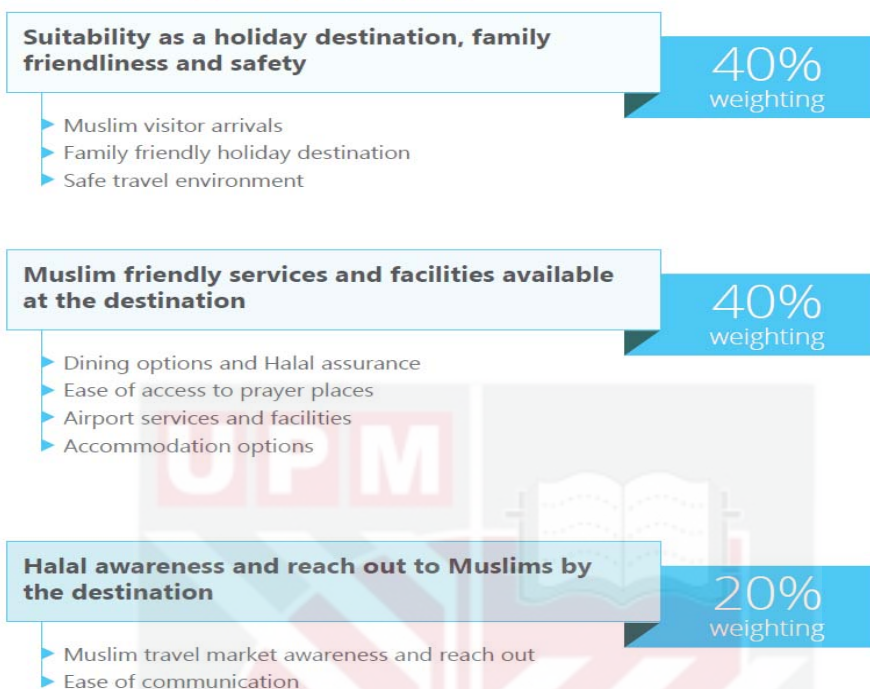 Suitability as a holiday destination, family
friendliness and safety
40%
weighting
Muslim visitor arrivals
Family friendly holiday destination
Safe travel environment
Muslim friendly services and facilities available
at the destination
40%
weighting
Dining options and Halal assurance
Ease of access to prayer places
Airport services and facilities
Accommodation options
UPM
Halal awareness and reach out to Muslims by
the destination
20%
weighting
Muslim travel market awareness and reach out
Ease of communication